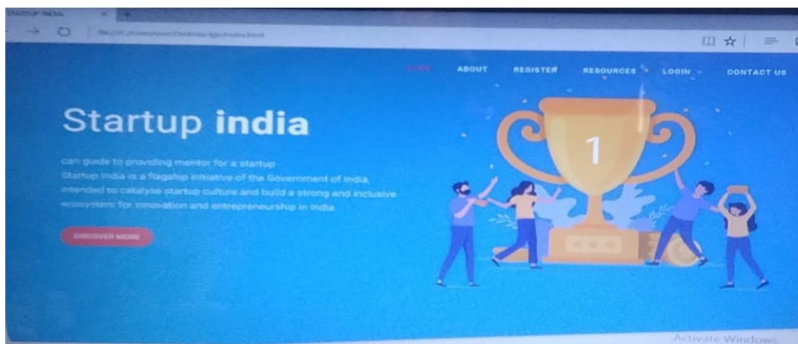 STARTUP INDIA
HOME ABOUT REGISTER RESOURCES LOGIN CONTACT US
Startup india
can guide to providing mentor for a startup
Startup India is a flagship initiative of the Government of India,
intended to catalyse startup culture and build a strong and inclusive
ecosystem for innovation and entrepreneurship in India.
DISCOVER MORE
1
Activate Windows